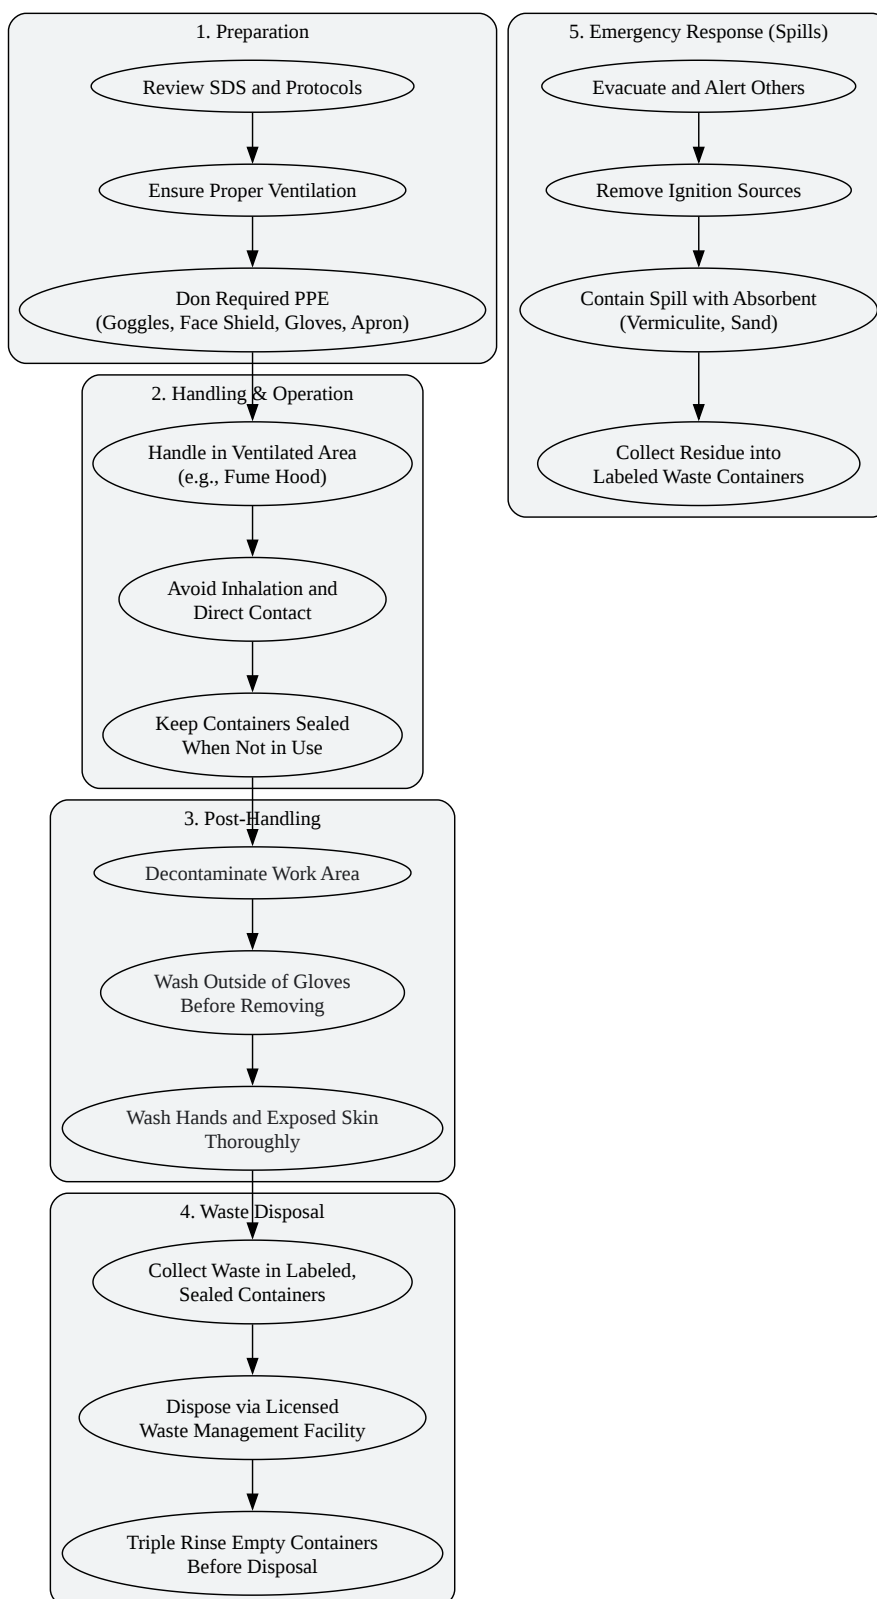 1. Preparation
Review SDS and Protocols
Ensure Proper Ventilation
Don Required PPE
(Goggles, Face Shield, Gloves, Apron)
2. Handling & Operation
Handle in Ventilated Area
(e.g., Fume Hood)
Avoid Inhalation and
Direct Contact
Keep Containers Sealed
When Not in Use
3. Post-Handling
Decontaminate Work Area
Wash Outside of Gloves
Before Removing
Wash Hands and Exposed Skin
Thoroughly
4. Waste Disposal
Collect Waste in Labeled,
Sealed Containers
Dispose via Licensed
Waste Management Facility
Triple Rinse Empty Containers
Before Disposal
5. Emergency Response (Spills)
Evacuate and Alert Others
Remove Ignition Sources
Contain Spill with Absorbent
(Vermiculite, Sand)
Collect Residue into
Labeled Waste Containers